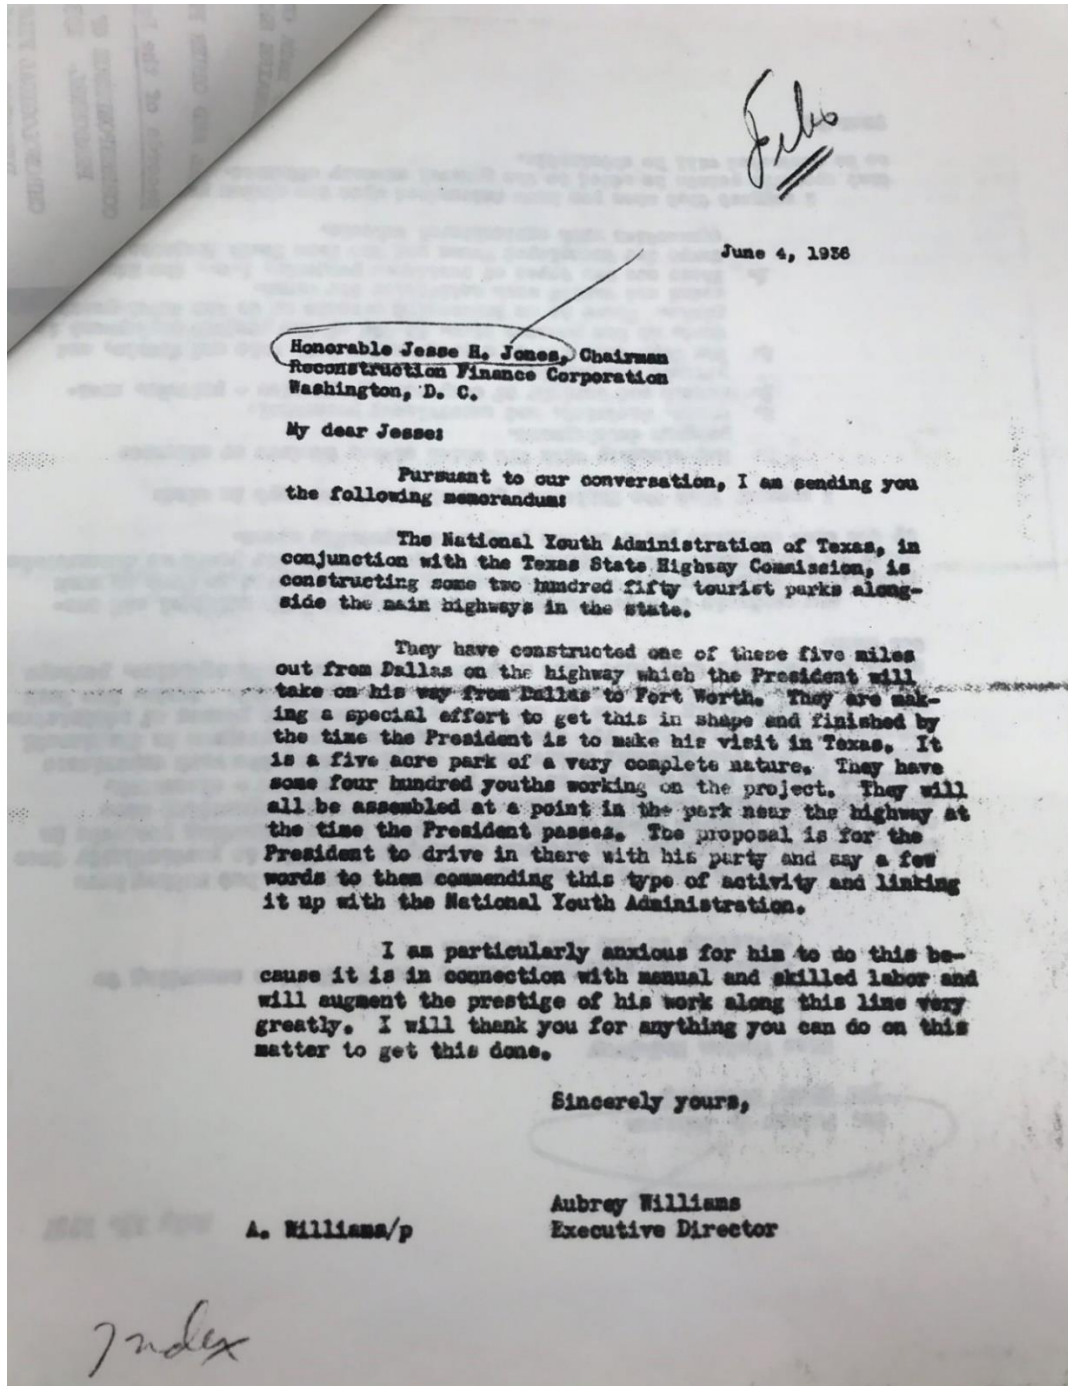 File
June 4, 1936
Honorable Jesse H. Jones, Chairman
Reconstruction Finance Corporation
Washington, D. C.
My dear Jesse:
Pursuant to our conversation, I am sending you
the following memorandum:
The National Youth Administration of Texas, in
conjunction with the Texas State Highway Commission, is
constructing some two hundred fifty tourist parks along-
side the main highways in the state.
They have constructed one of these five miles
out from Dallas on the highway which the President will
take on his way from Dallas to Fort Worth. They are mak-
ing a special effort to get this in shape and finished by
the time the President is to make his visit in Texas. It
is a five acre park of a very complete nature. They have
some four hundred youths working on the project. They will
all be assembled at a point in the park near the highway at
the time the President passes. The proposal is for the
President to drive in there with his party and say a few
words to them commending this type of activity and linking
it up with the National Youth Administration.
I am particularly anxious for him to do this be-
cause it is in connection with manual and skilled labor and
will augment the prestige of his work along this line very
greatly. I will thank you for anything you can do on this
matter to get this done.
Sincerely yours,
Aubrey Williams
A. Williams/p Executive Director
Index